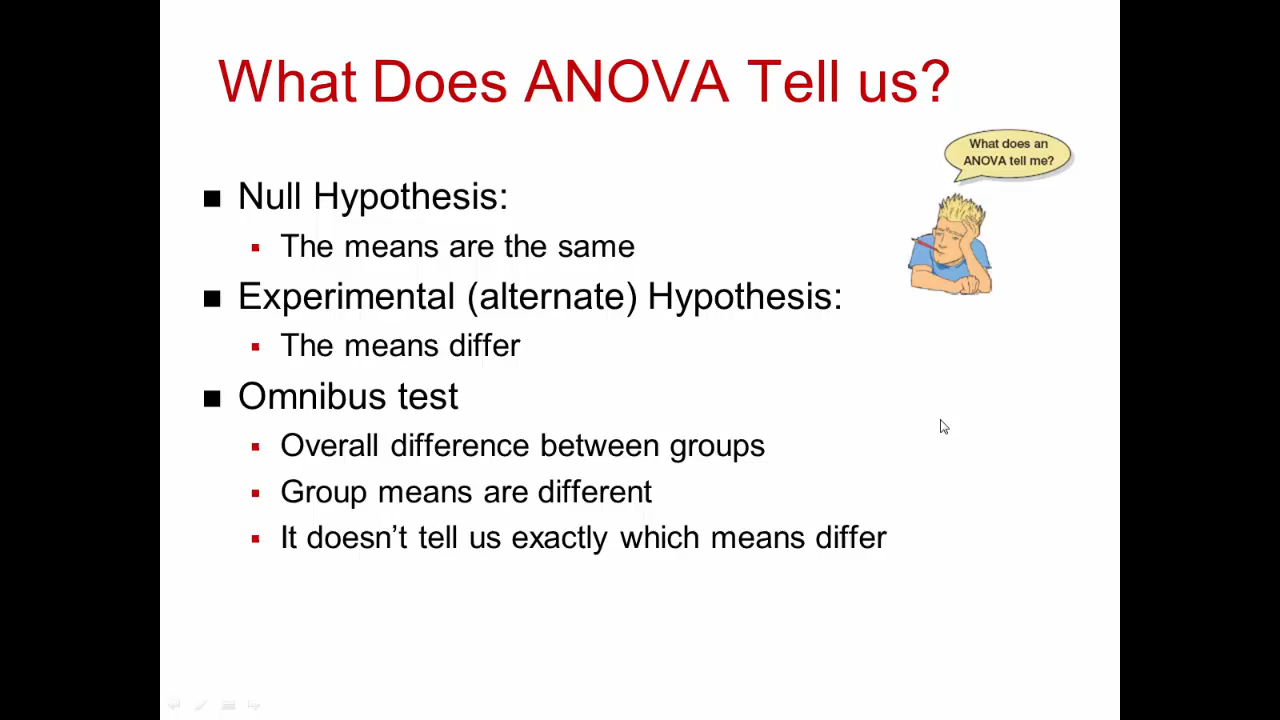 What Does ANOVA Tell us?
What does an
ANOVA tell me?
Null Hypothesis:
The means are the same
Experimental (alternate) Hypothesis:
The means differ
Omnibus test
Overall difference between groups
Group means are different
It doesn’t tell us exactly which means differ